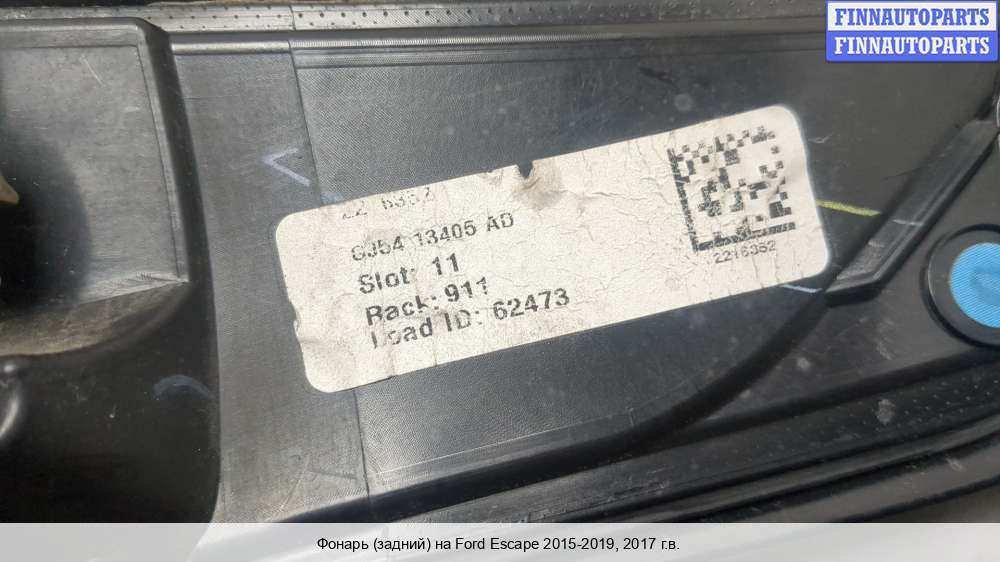 FINNAUTOPARTS
FINNAUTOPARTS
GJ54 13405 AD
Slot: 11
Rack: 911
Load ID: 62473
2216362
Фонарь (задний) на Ford Escape 2015-2019, 2017 г.в.